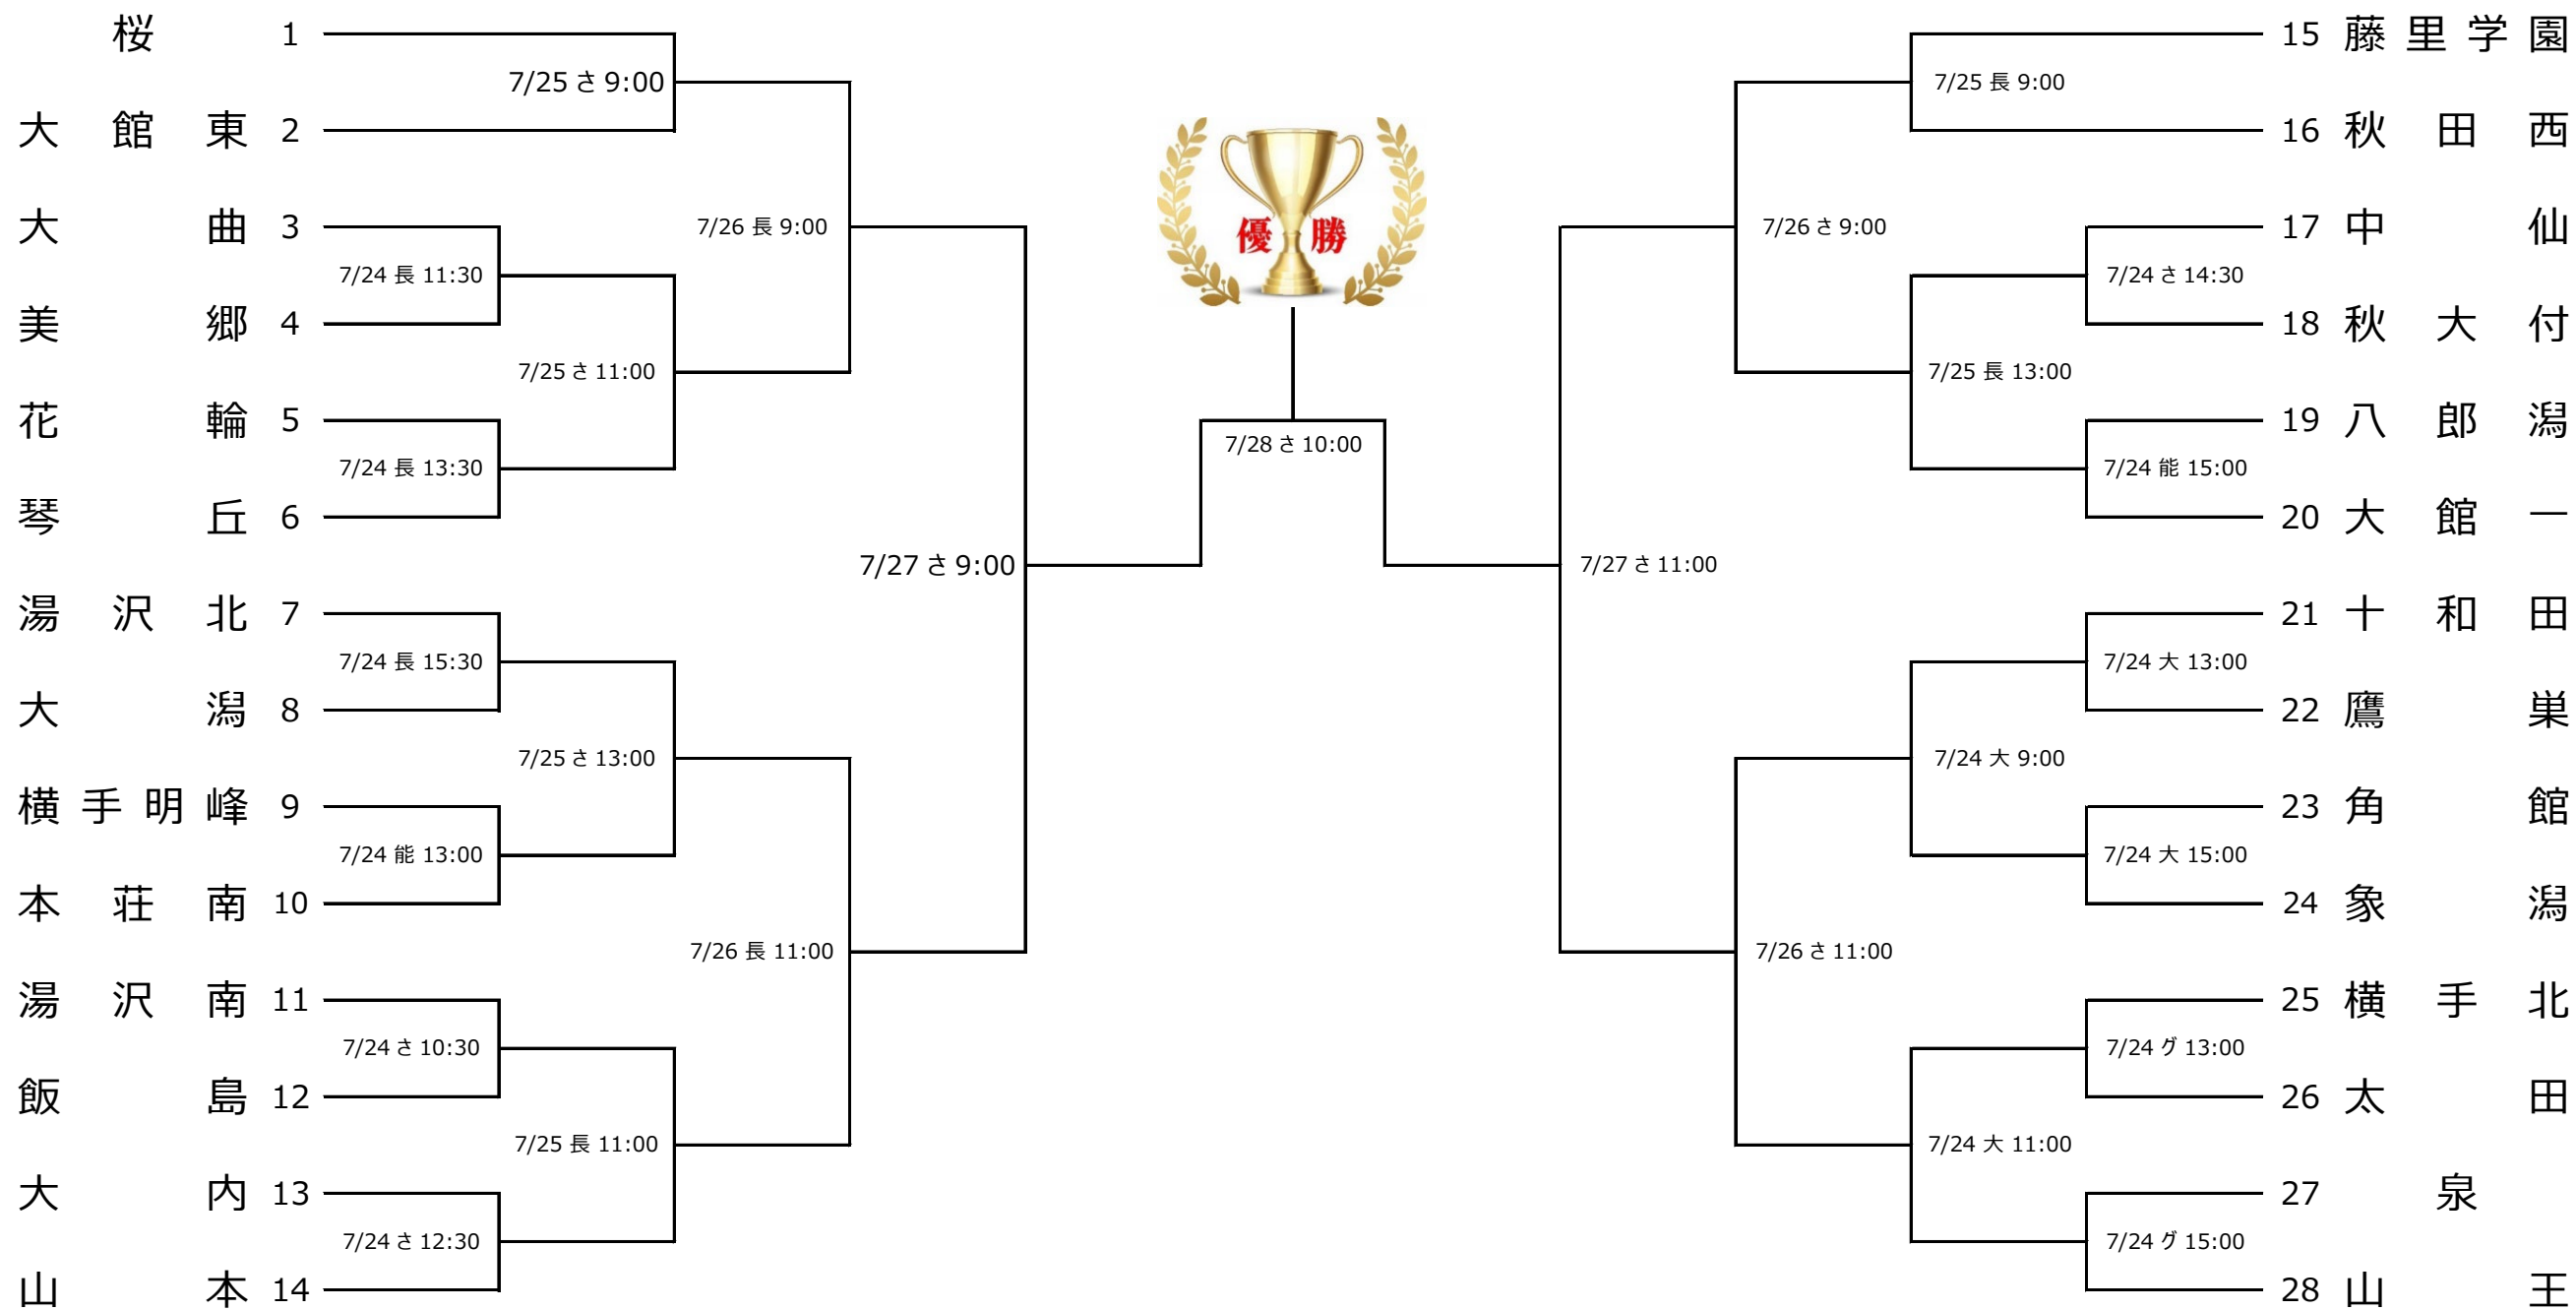 桜 1
7/25 さ 9:00
大館東 2
大曲 3
7/24 長 11:30
7/26 長 9:00
美郷 4
7/25 さ 11:00
花輪 5
7/24 長 13:30
琴丘 6
7/27 さ 9:00
湯沢北 7
7/24 長 15:30
大潟 8
7/25 さ 13:00
横手明峰 9
7/24 能 13:00
本荘南 10
7/26 長 11:00
湯沢南 11
7/24 さ 10:30
飯島 12
7/25 長 11:00
大内 13
7/24 さ 12:30
山本 14
優勝
7/28 さ 10:00
15 藤里学園
7/25 長 9:00
16 秋田西
7/26 さ 9:00
17 中仙
7/24 さ 14:30
18 秋大付
7/25 長 13:00
19 八郎潟
7/24 能 15:00
20 大館一
7/27 さ 11:00
21 十和田
7/24 大 13:00
22 鷹巣
7/24 大 9:00
23 角館
7/24 大 15:00
24 象潟
7/26 さ 11:00
25 横手北
7/24 グ 13:00
26 太田
7/24 大 11:00
27 泉
7/24 グ 15:00
28 山王